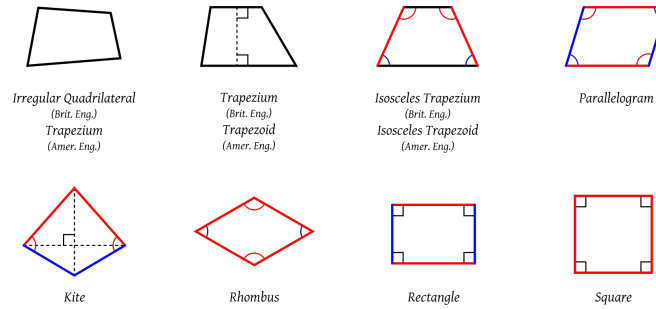 Irregular Quadrilateral
(Brit. Eng.)
Trapezium
(Amer. Eng.)
Trapezium
(Brit. Eng.)
Trapezoid
(Amer. Eng.)
Isosceles Trapezium
(Brit. Eng.)
Isosceles Trapezoid
(Amer. Eng.)
Parallelogram
Kite
Rhombus
Rectangle
Square